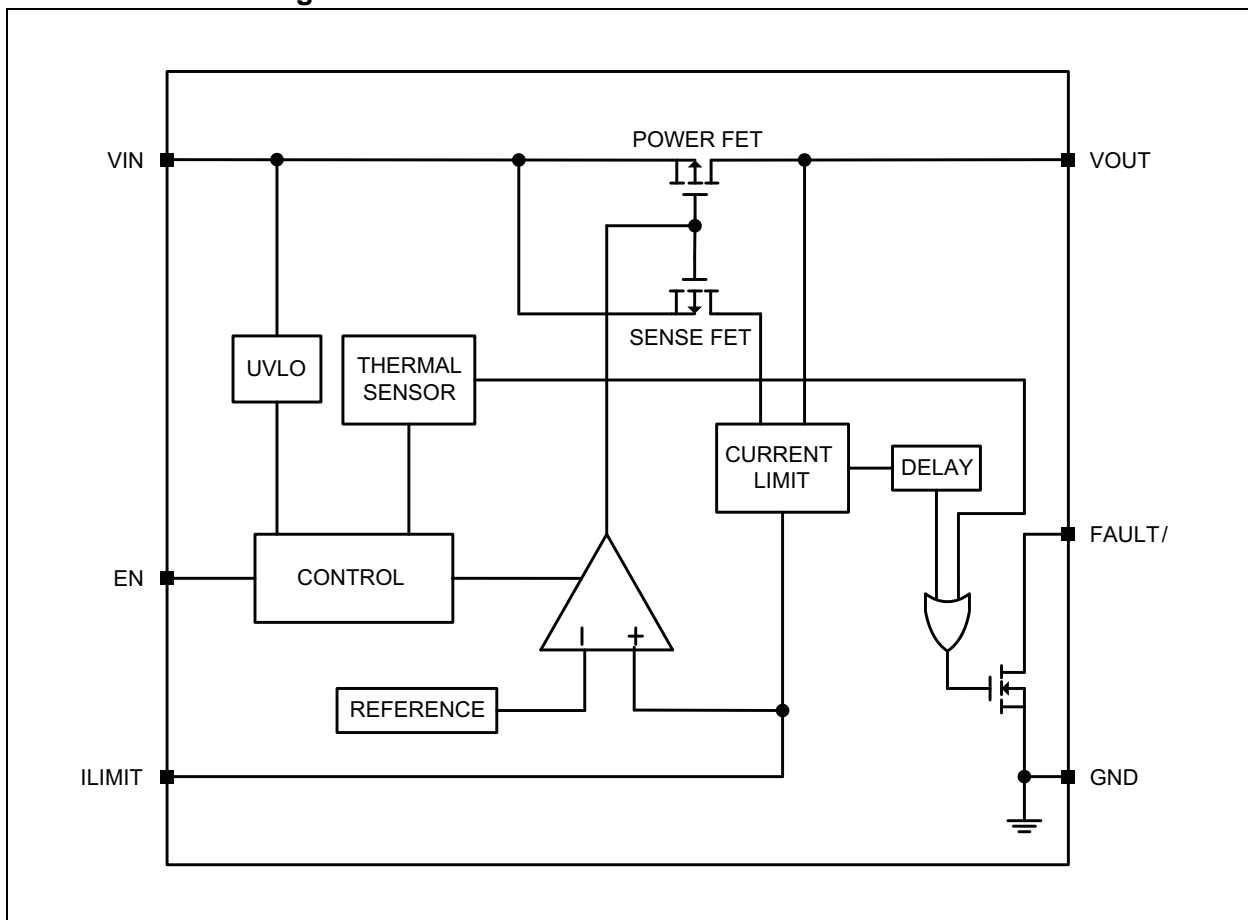 g
POWER FET
VIN
VOUT
SENSE FET
UVLO
THERMAL
SENSOR
CURRENT
LIMIT
DELAY
FAULT/
EN
CONTROL
REFERENCE
ILIMIT
GND